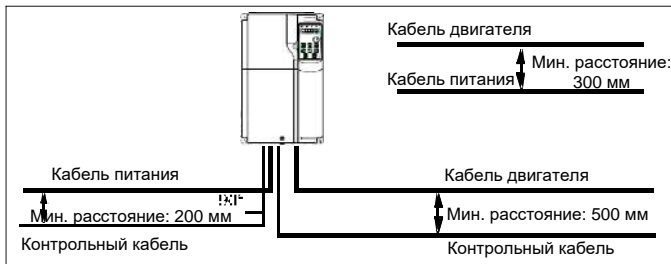 Кабель двигателя
Мин. расстояние:
300 мм
Кабель питания
Кабель питания
Мин. расстояние: 200 мм
Контрольный кабель
Кабель двигателя
Мин. расстояние: 500 мм
Контрольный кабель